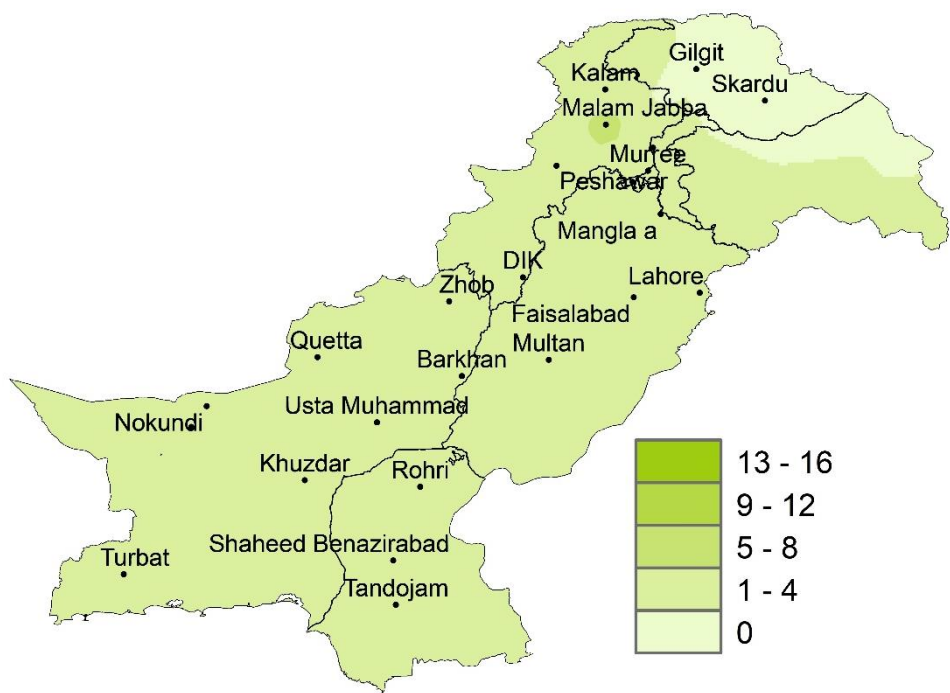 Gilgit
Kalam
Skardu
Malam Jabba
Murree
Peshawar
Mangla a
DIK
Zhob
Lahore
Faisalabad
Quetta
Multan
Barkhan
Usta Muhammad
Nokundi
Khuzdar
Rohri
Shaheed Benazirabad
Turbat
Tandojam
13 - 16
9 - 12
5 - 8
1 - 4
0